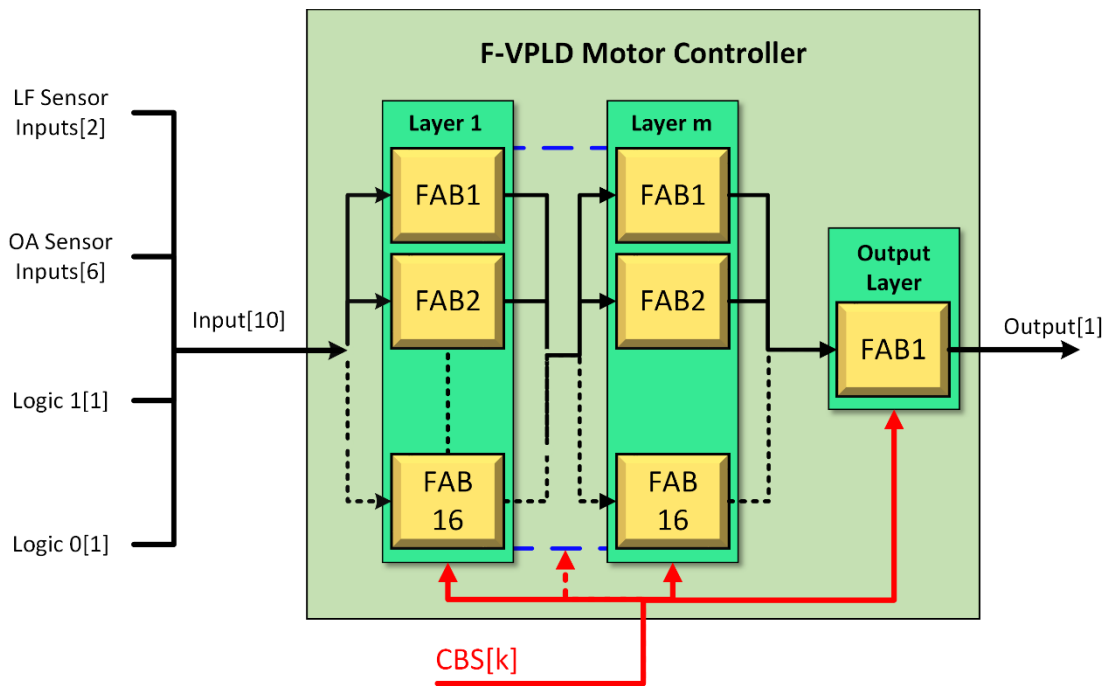 F-VPLD Motor Controller
LF Sensor
Inputs[2]
OA Sensor
Inputs[6]
Input[10]
Logic 1[1]
Logic 0[1]
Layer 1
FAB1
FAB2
FAB
16
Layer m
FAB1
FAB2
FAB
16
Output
Layer
FAB1
Output[1]
CBS[k]